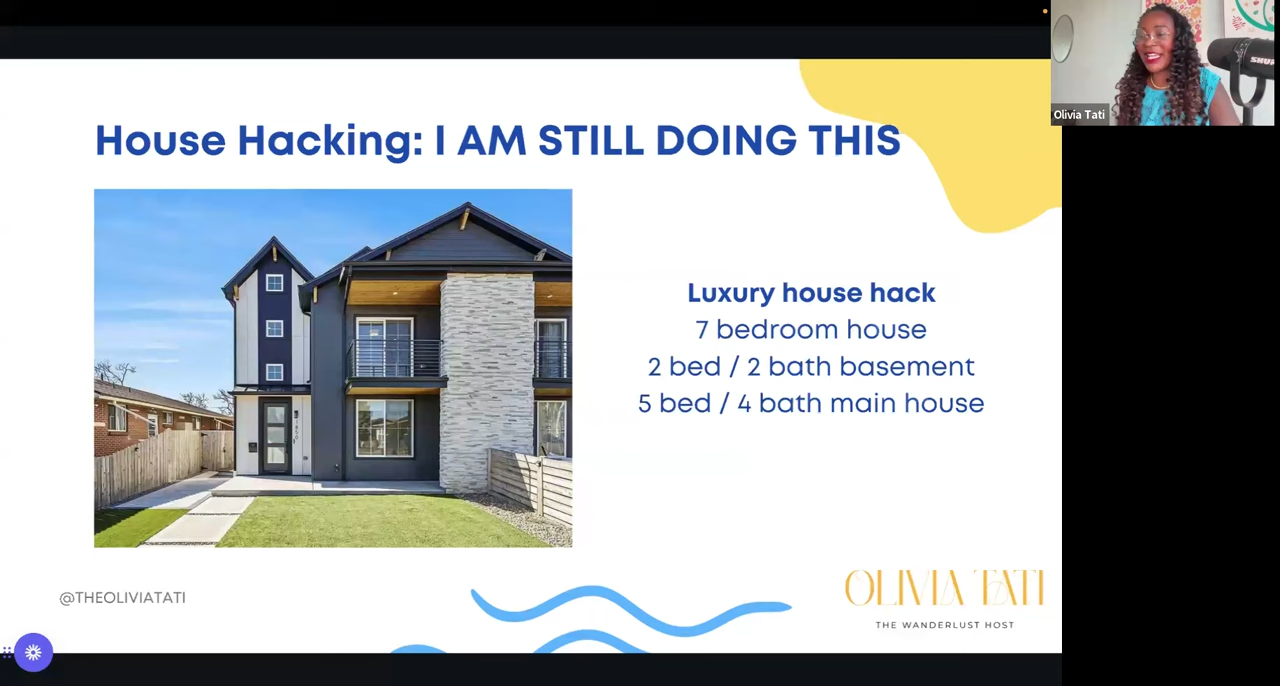 House Hacking: I AM STILL DOING THIS
Luxury house hack
7 bedroom house
2 bed / 2 bath basement
5 bed / 4 bath main house
@THEOLIVIATATI
OLIVIA TATI
THE WANDERLUST HOST
Olivia Tati
SHURE